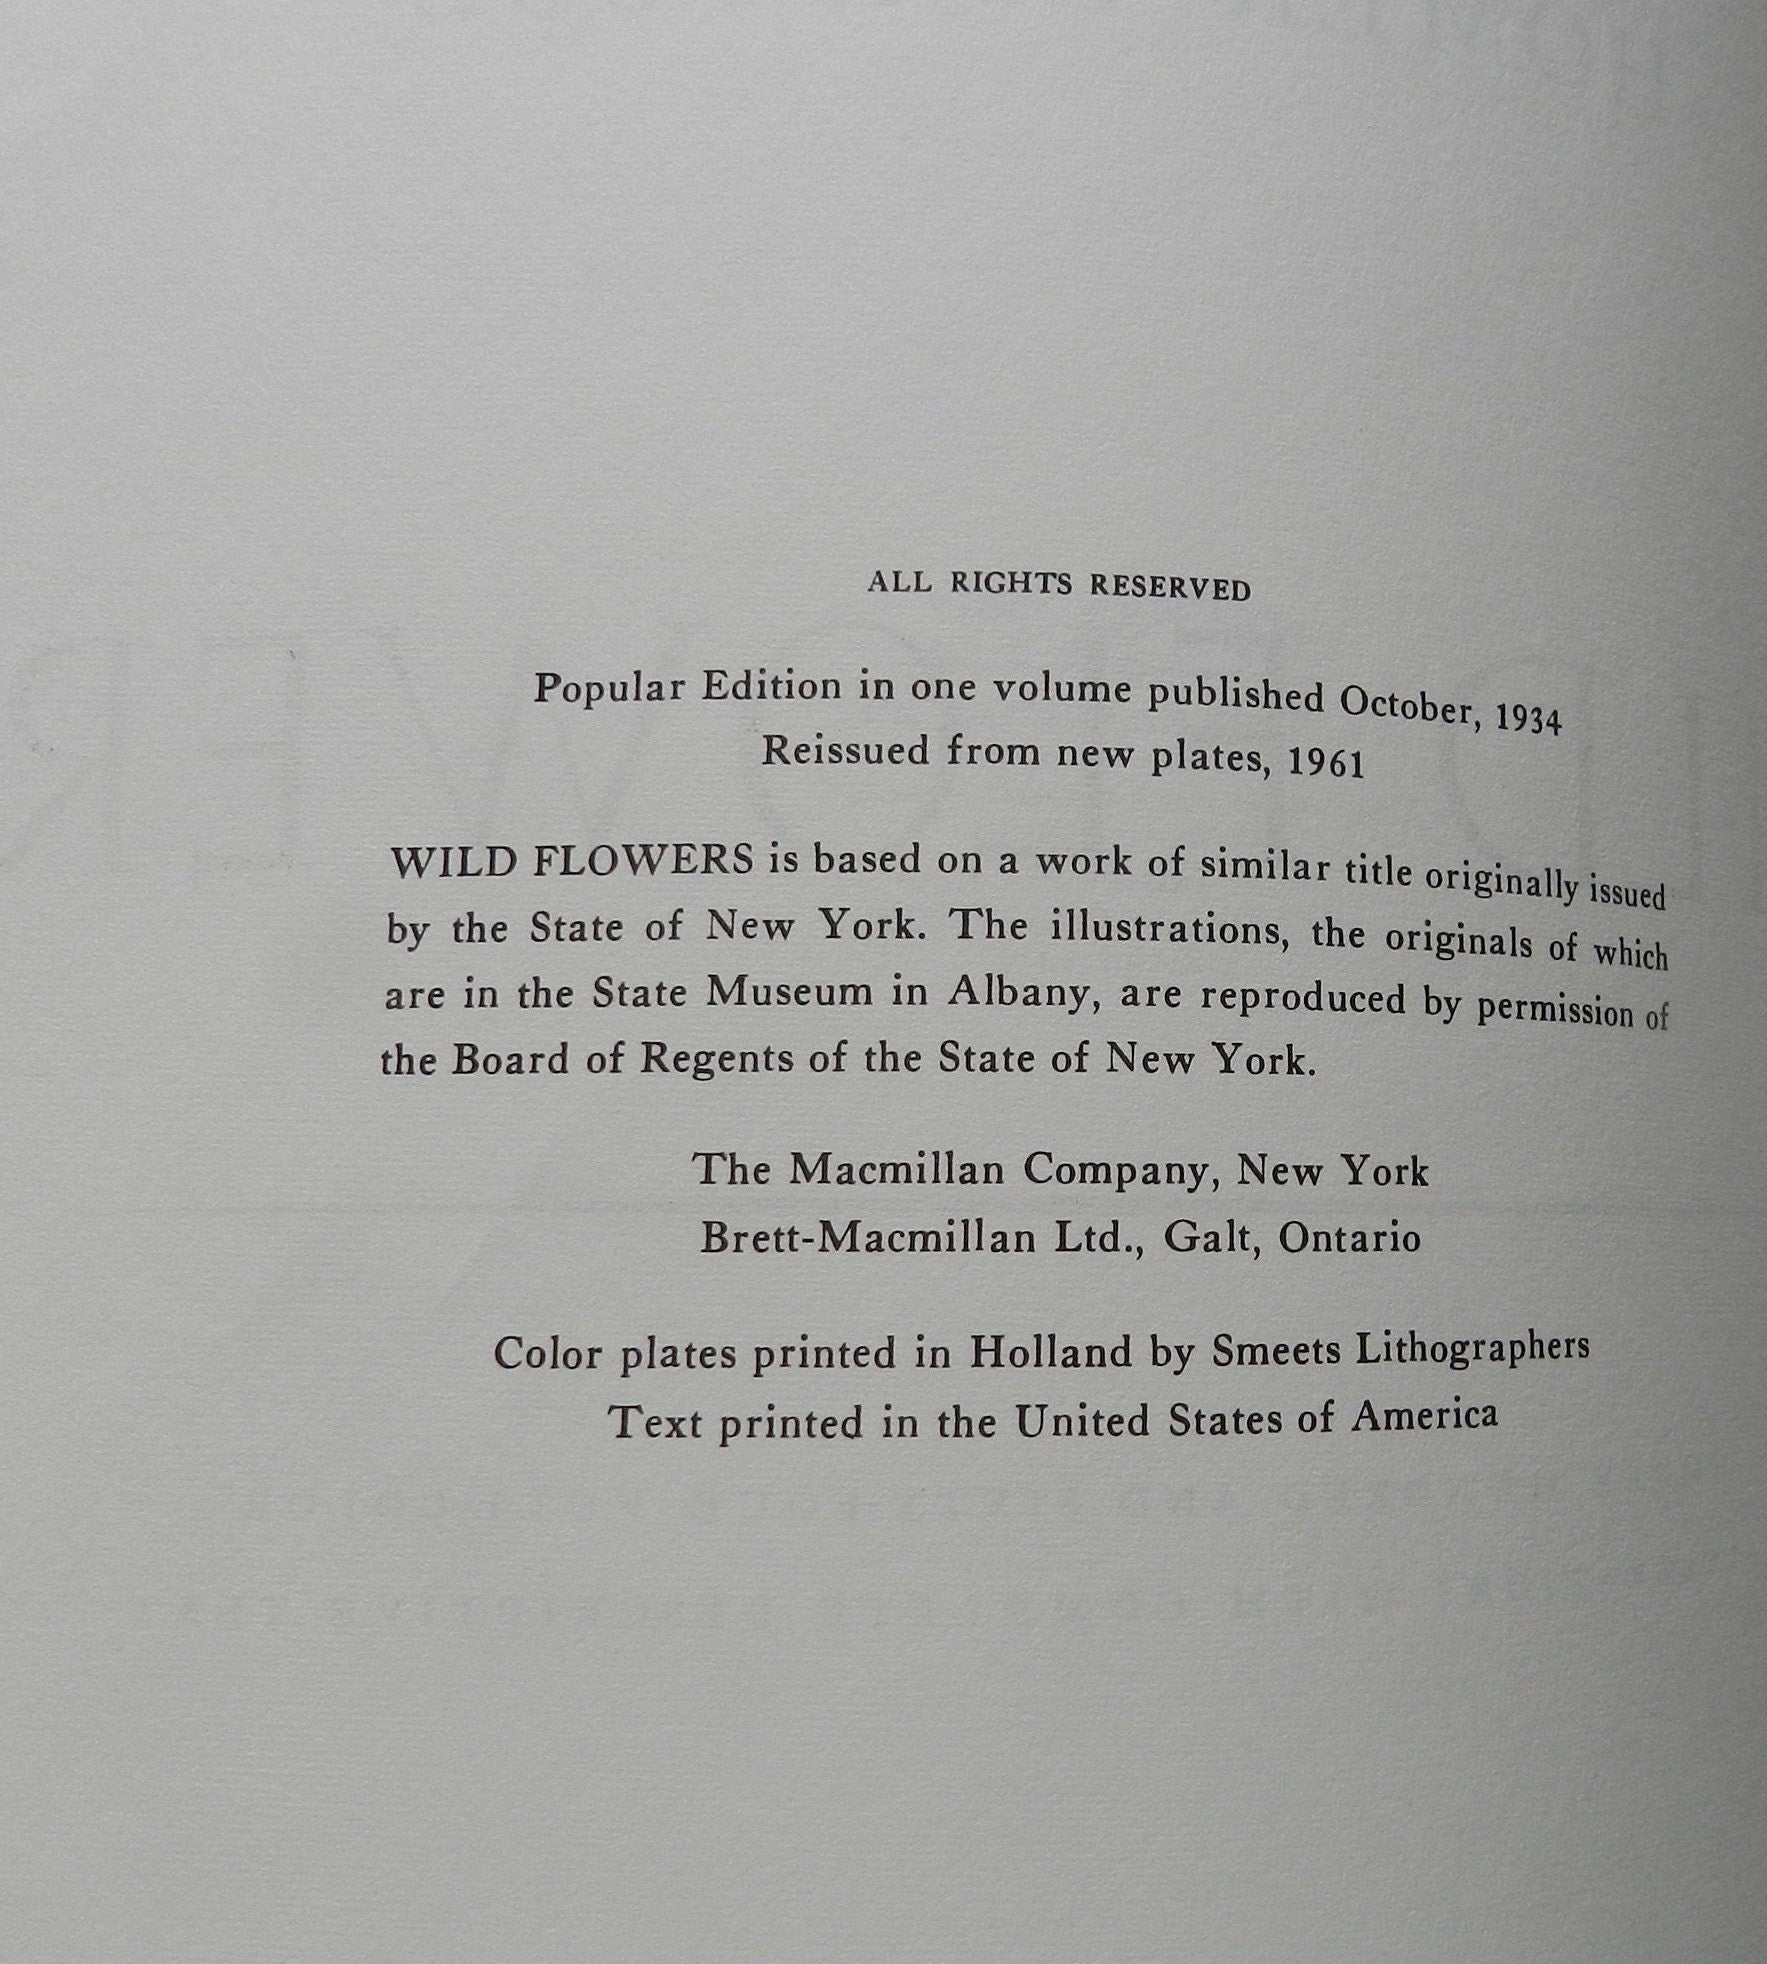 ALL RIGHTS RESERVED
Popular Edition in one volume published October, 1934
Reissued from new plates, 1961
WILD FLOWERS is based on a work of similar title originally issued
by the State of New York. The illustrations, the originals of which
are in the State Museum in Albany, are reproduced by permission of
the Board of Regents of the State of New York.
The Macmillan Company, New York
Brett-Macmillan Ltd., Galt, Ontario
Color plates printed in Holland by Smeets Lithographers
Text printed in the United States of America